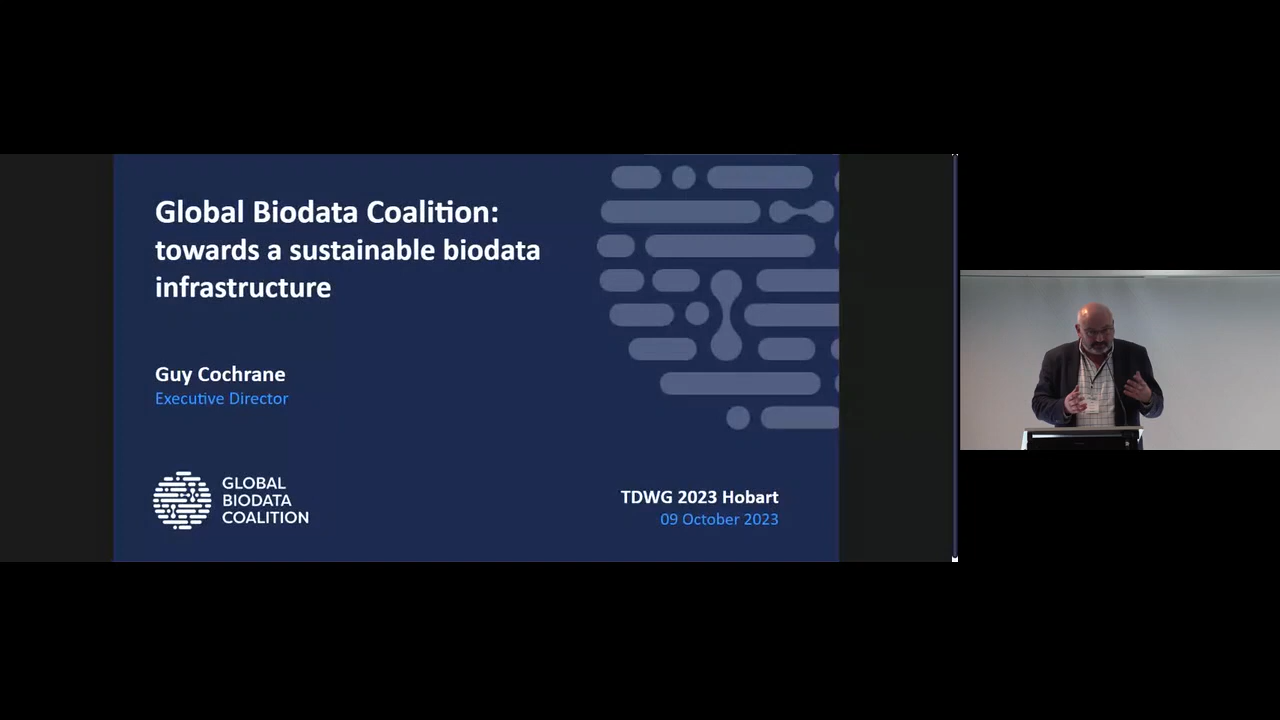 Global Biodata Coalition:
towards a sustainable biodata
infrastructure
Guy Cochrane
Executive Director
GLOBAL
BIODATA
COALITION
TDWG 2023 Hobart
09 October 2023